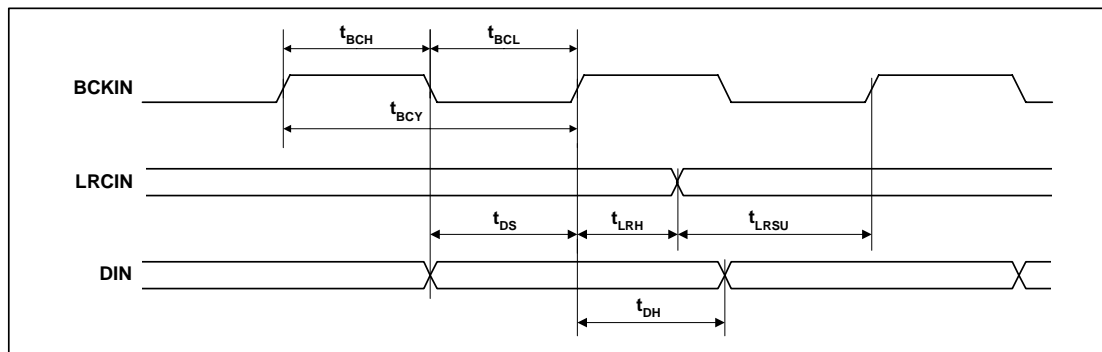 tBCH
tBCL
BCKIN
tBCY
LRCIN
tDS
tLRH
tLRSU
DIN
tDH